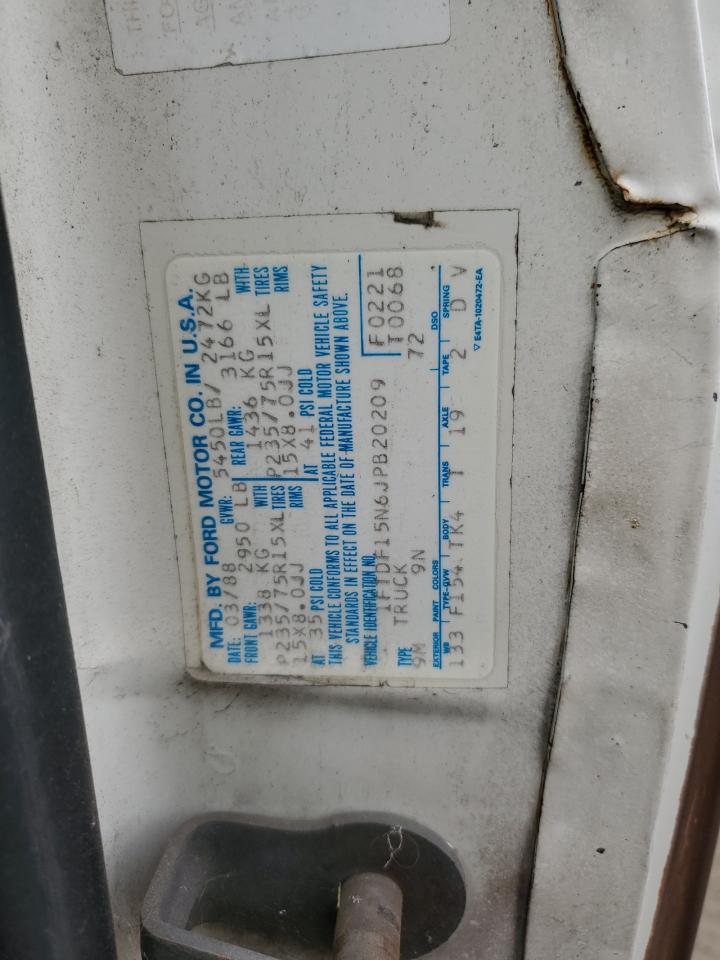 MFD. BY FORD MOTOR CO. IN U.S.A.
DATE: 03/88 GVWR: 5450LB/ 2472KG
FRONT GAWR: 2950 LB REAR GAWR: 3166 LB
1338 KG WITH 1436 KG WITH
P235/75R15XL TIRES P235/75R15XL TIRES
15X8.0JJ RIMS 15X8.0JJ RIMS
AT 35 PSI COLD AT 41 PSI COLD
THIS VEHICLE CONFORMS TO ALL APPLICABLE FEDERAL MOTOR VEHICLE SAFETY
STANDARDS IN EFFECT ON THE DATE OF MANUFACTURE SHOWN ABOVE.
VEHICLE IDENTIFICATION NO. 1FTDF15N6JPB20209 F0221
TYPE TRUCK T0068
9M 9N 72
EXTERIOR PAINT COLORS DSO
WB TYPE-GVW BODY TRANS AXLE TAPE SPRING
133 F154 TK4 T 19 2 D V
▽ E4TA-1020472-EA